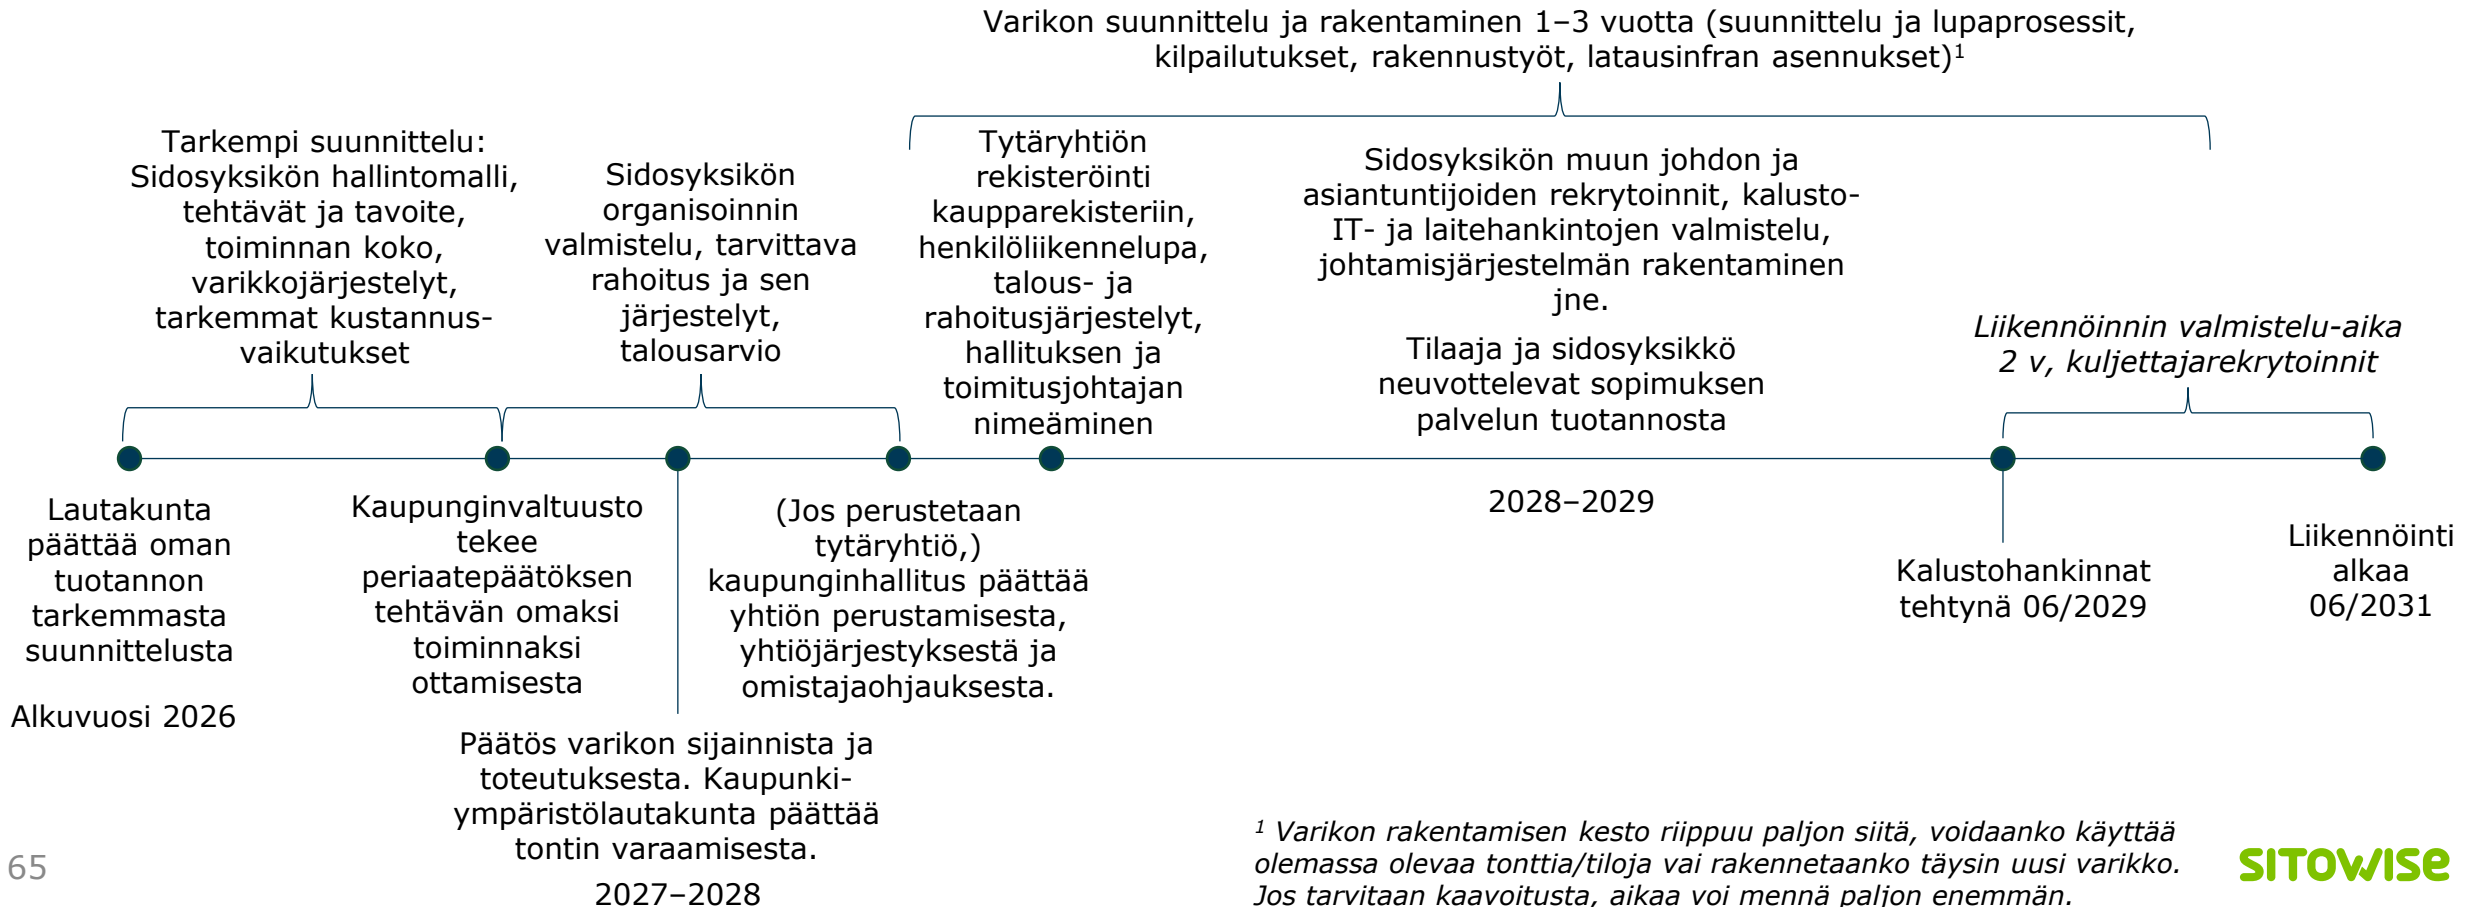 Varikon suunnittelu ja rakentaminen 1–3 vuotta (suunnittelu ja lupaprosessit,
kilpailutukset, rakennustyöt, latausinfran asennukset)¹
Tarkempi suunnittelu:
Sidosyksikön hallintomalli,
tehtävät ja tavoite,
toiminnan koko,
varikkojärjestelyt,
tarkemmat kustannus-
vaikutukset
Sidosyksikön
organisoinnin
valmistelu, tarvittava
rahoitus ja sen
järjestelyt,
talousarvio
Tytäryhtiön
rekisteröinti
kaupparekisteriin,
henkilöliikennelupa,
talous- ja
rahoitusjärjestelyt,
hallituksen ja
toimitusjohtajan
nimeäminen
Sidosyksikön muun johdon ja
asiantuntijoiden rekrytoinnit, kalusto-
IT- ja laitehankintojen valmistelu,
johtamisjärjestelmän rakentaminen
jne.
Tilaaja ja sidosyksikkö
neuvottelevat sopimuksen
palvelun tuotannosta
Liikennöinnin valmistelu-aika
2 v, kuljettajarekrytoinnit
Lautakunta
päättää oman
tuotannon
tarkemmasta
suunnittelusta
Alkuvuosi 2026
Kaupunginvaltuusto
tekee
periaatepäätöksen
tehtävän omaksi
toiminnaksi
ottamisesta
Päätös varikon sijainnista ja
toteutuksesta. Kaupunki-
ympäristölautakunta päättää
tontin varaamisesta.
2027–2028
(Jos perustetaan
tytäryhtiö,)
kaupunginhallitus päättää
yhtiön perustamisesta,
yhtiöjärjestyksestä ja
omistajaohjauksesta.
2028–2029
Kalustohankinnat
tehtynä 06/2029
Liikennöinti
alkaa
06/2031
¹ Varikon rakentamisen kesto riippuu paljon siitä, voidaanko käyttää
olemassa olevaa tonttia/tiloja vai rakennetaanko täysin uusi varikko.
Jos tarvitaan kaavoitusta, aikaa voi mennä paljon enemmän.
65
SITOWISE